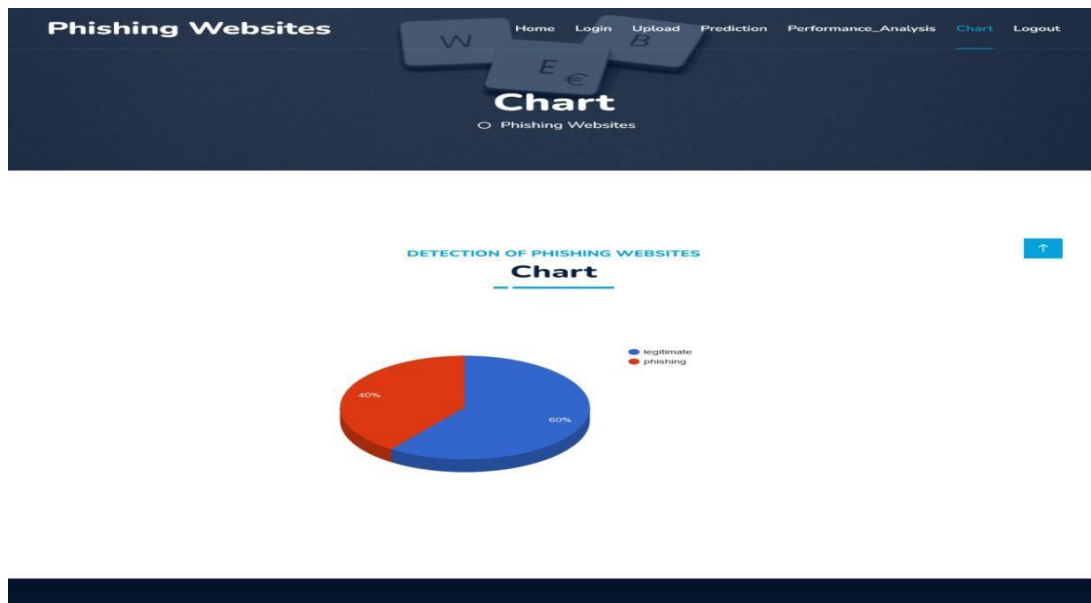 Phishing Websites
Home Login Upload Prediction Performance_Analysis Chart Logout
W
B
E
€
Chart
Phishing Websites
DETECTION OF PHISHING WEBSITES
↑
Chart
legitimate
phishing
40%
60%